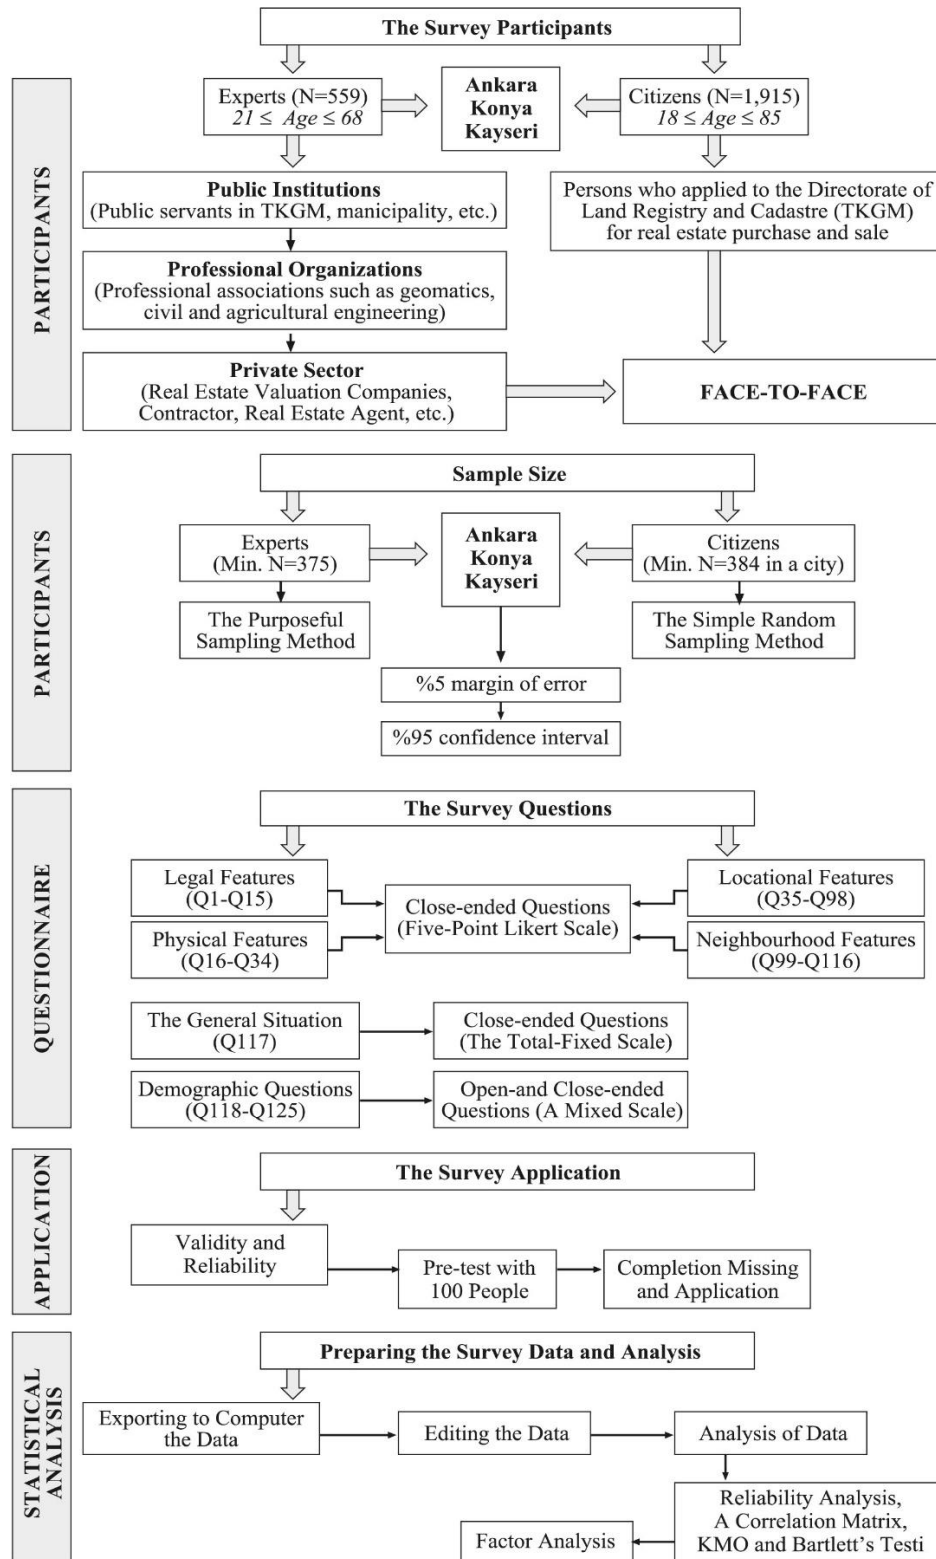 The Survey Participants
Experts (N=559)
21 ≤ Age ≤ 68
Ankara
Konya
Kayseri
Citizens (N=1,915)
18 ≤ Age ≤ 85
PARTICIPANTS
Public Institutions
(Public servants in TKGM, manicipality, etc.)
Persons who applied to the Directorate of
Land Registry and Cadastre (TKGM)
for real estate purchase and sale
Professional Organizations
(Professional associations such as geomatics,
civil and agricultural engineering)
Private Sector
(Real Estate Valuation Companies,
Contractor, Real Estate Agent, etc.)
FACE-TO-FACE
Sample Size
PARTICIPANTS
Experts
(Min. N=375)
Ankara
Konya
Kayseri
Citizens
(Min. N=384 in a city)
The Purposeful
Sampling Method
The Simple Random
Sampling Method
%5 margin of error
%95 confidence interval
The Survey Questions
QUESTIONNAIRE
Legal Features
(Q1-Q15)
Close-ended Questions
(Five-Point Likert Scale)
Locational Features
(Q35-Q98)
Physical Features
(Q16-Q34)
Neighbourhood Features
(Q99-Q116)
The General Situation
(Q117)
Close-ended Questions
(The Total-Fixed Scale)
Demographic Questions
(Q118-Q125)
Open-and Close-ended
Questions (A Mixed Scale)
The Survey Application
APPLICATION
Validity and
Reliability
Pre-test with
100 People
Completion Missing
and Application
Preparing the Survey Data and Analysis
STATISTICAL
ANALYSIS
Exporting to Computer
the Data
Editing the Data
Analysis of Data
Reliability Analysis,
A Correlation Matrix,
KMO and Bartlett's Testi
Factor Analysis